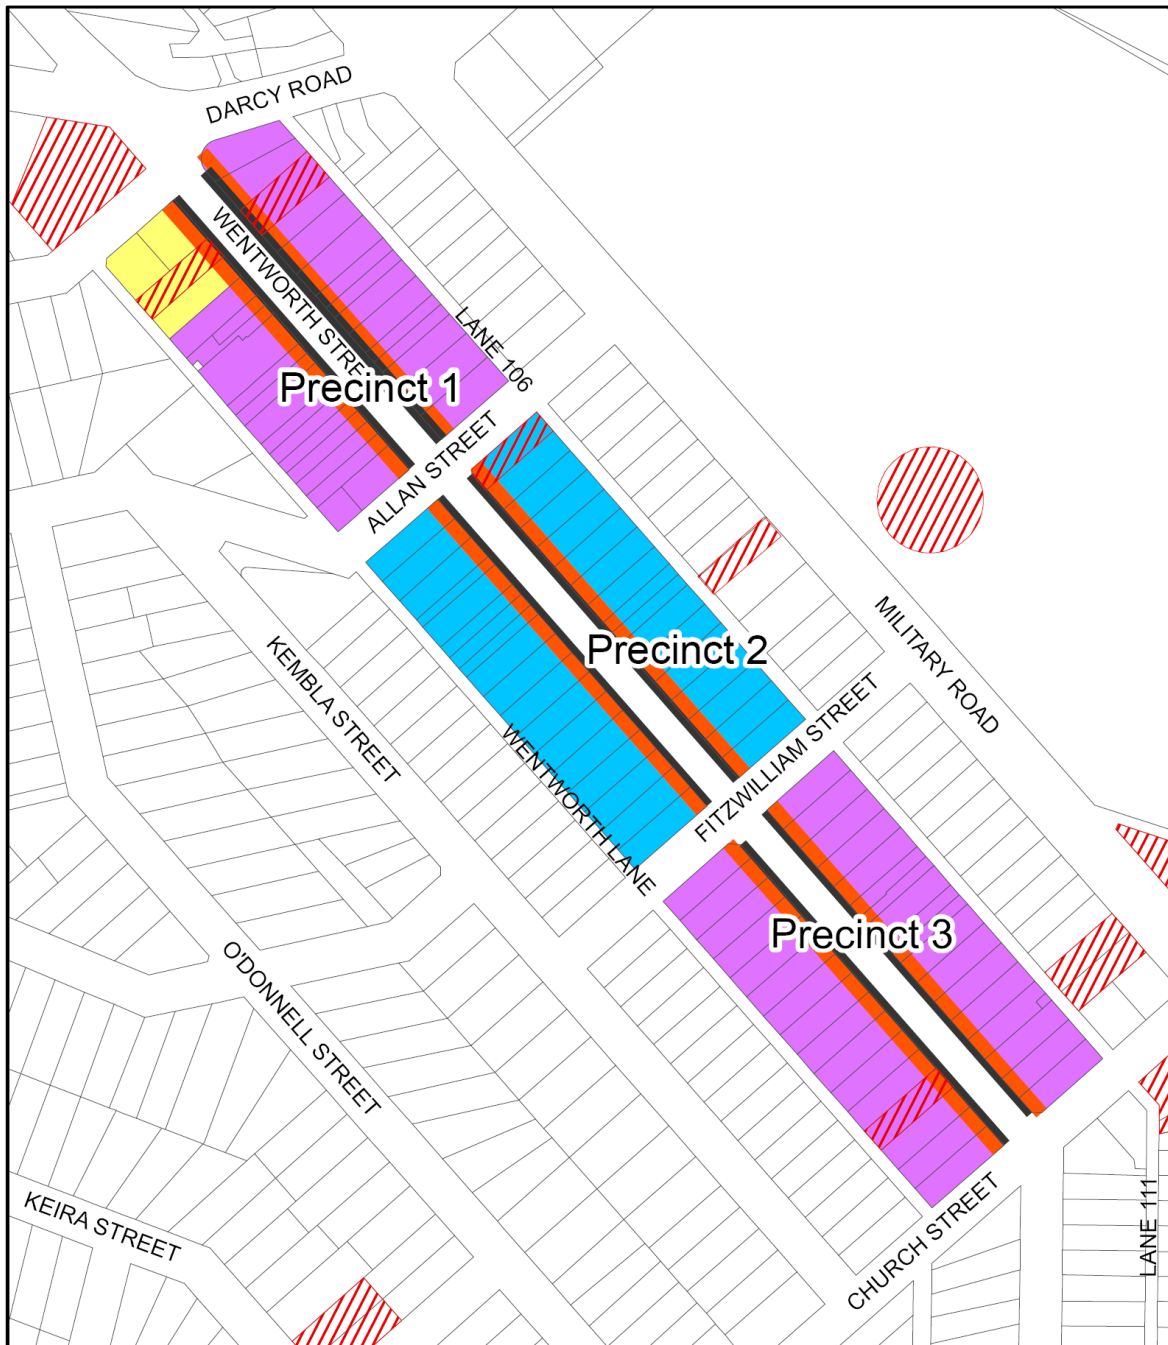 DARCY ROAD
WENTWORTH STREET
LANE 106
Precinct 1
ALLAN STREET
MILITARY ROAD
Precinct 2
KEMBLA STREET
FITZWILLIAM STREET
WENTWORTH LANE
Precinct 3
O'DONNELL STREET
KEIRA STREET
CHURCH STREET
LANE 111